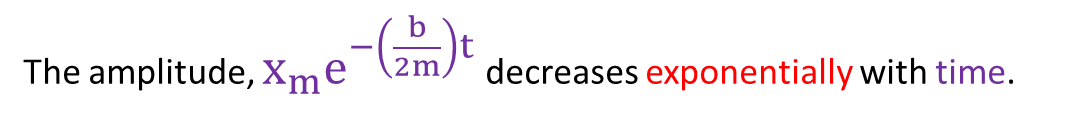 The amplitude, xₘe^−(b/2m)t decreases exponentially with time.